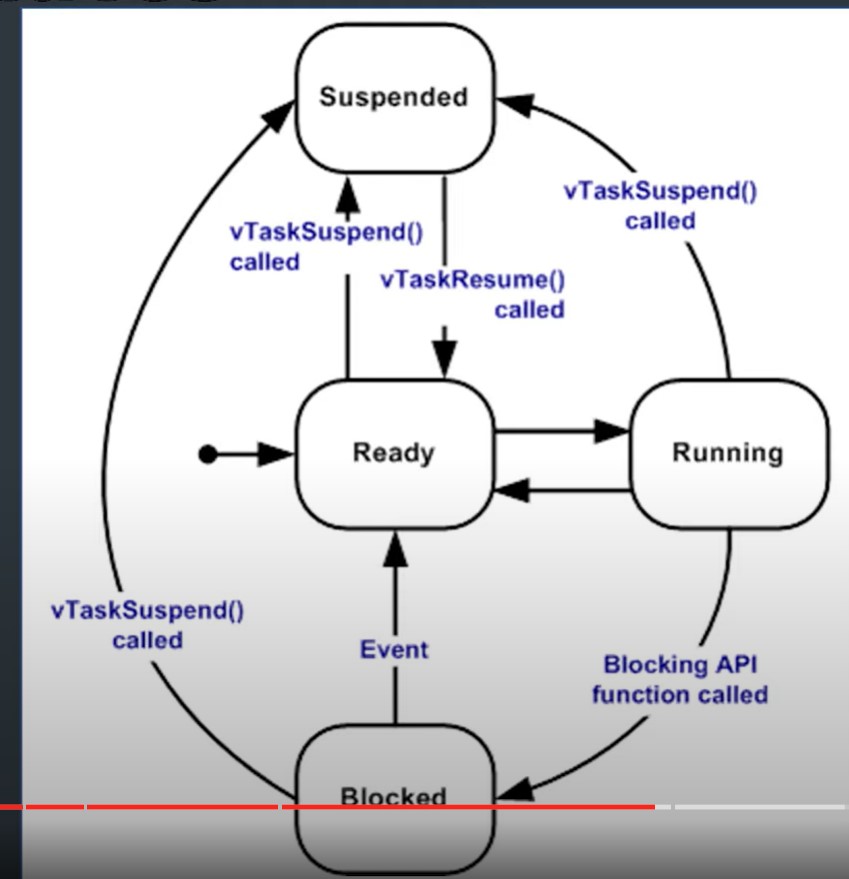 Suspended
vTaskSuspend()
called
vTaskSuspend()
called
vTaskResume()
called
Ready
Running
vTaskSuspend()
called
Event
Blocking API
function called
Blocked